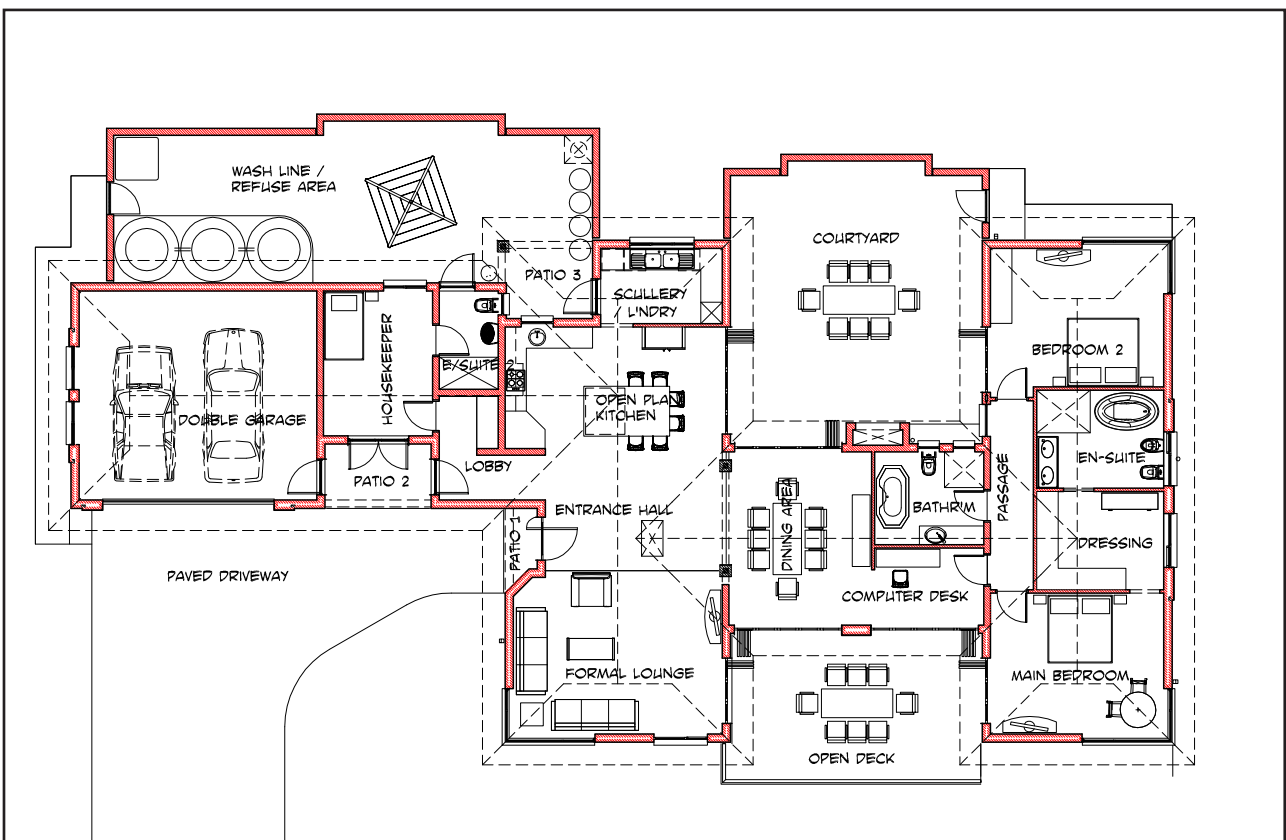 WASH LINE /
REFUSE AREA
COURTYARD
PATIO 3
SCULLERY
L'NDRY
BEDROOM 2
E/SUITE 2
HOUSEKEEPER
OPEN PLAN
KITCHEN
DOUBLE GARAGE
LOBBY
EN-SUITE
PATIO 2
PASSAGE
ENTRANCE HALL
DINING AREA
BATHR'M
PATIO 1
DRESSING
PAVED DRIVEWAY
COMPUTER DESK
FORMAL LOUNGE
MAIN BEDROOM
OPEN DECK